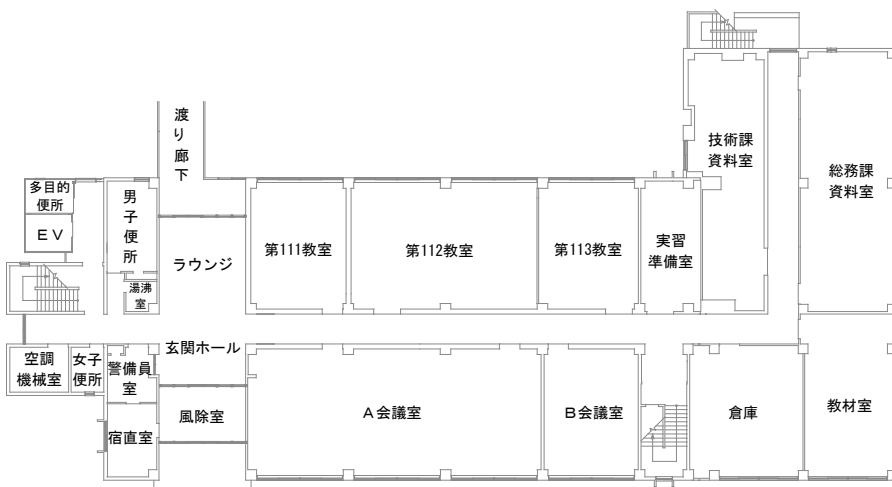 渡り廊下
技術課
資料室
総務課
資料室
多目的
便所
ＥＶ
男子便所
湯沸
室
ラウンジ
第111教室
第112教室
第113教室
実習
準備室
玄関ホール
空調
機械室
女子
便所
警備員
室
宿直室
風除室
Ａ会議室
Ｂ会議室
倉庫
教材室